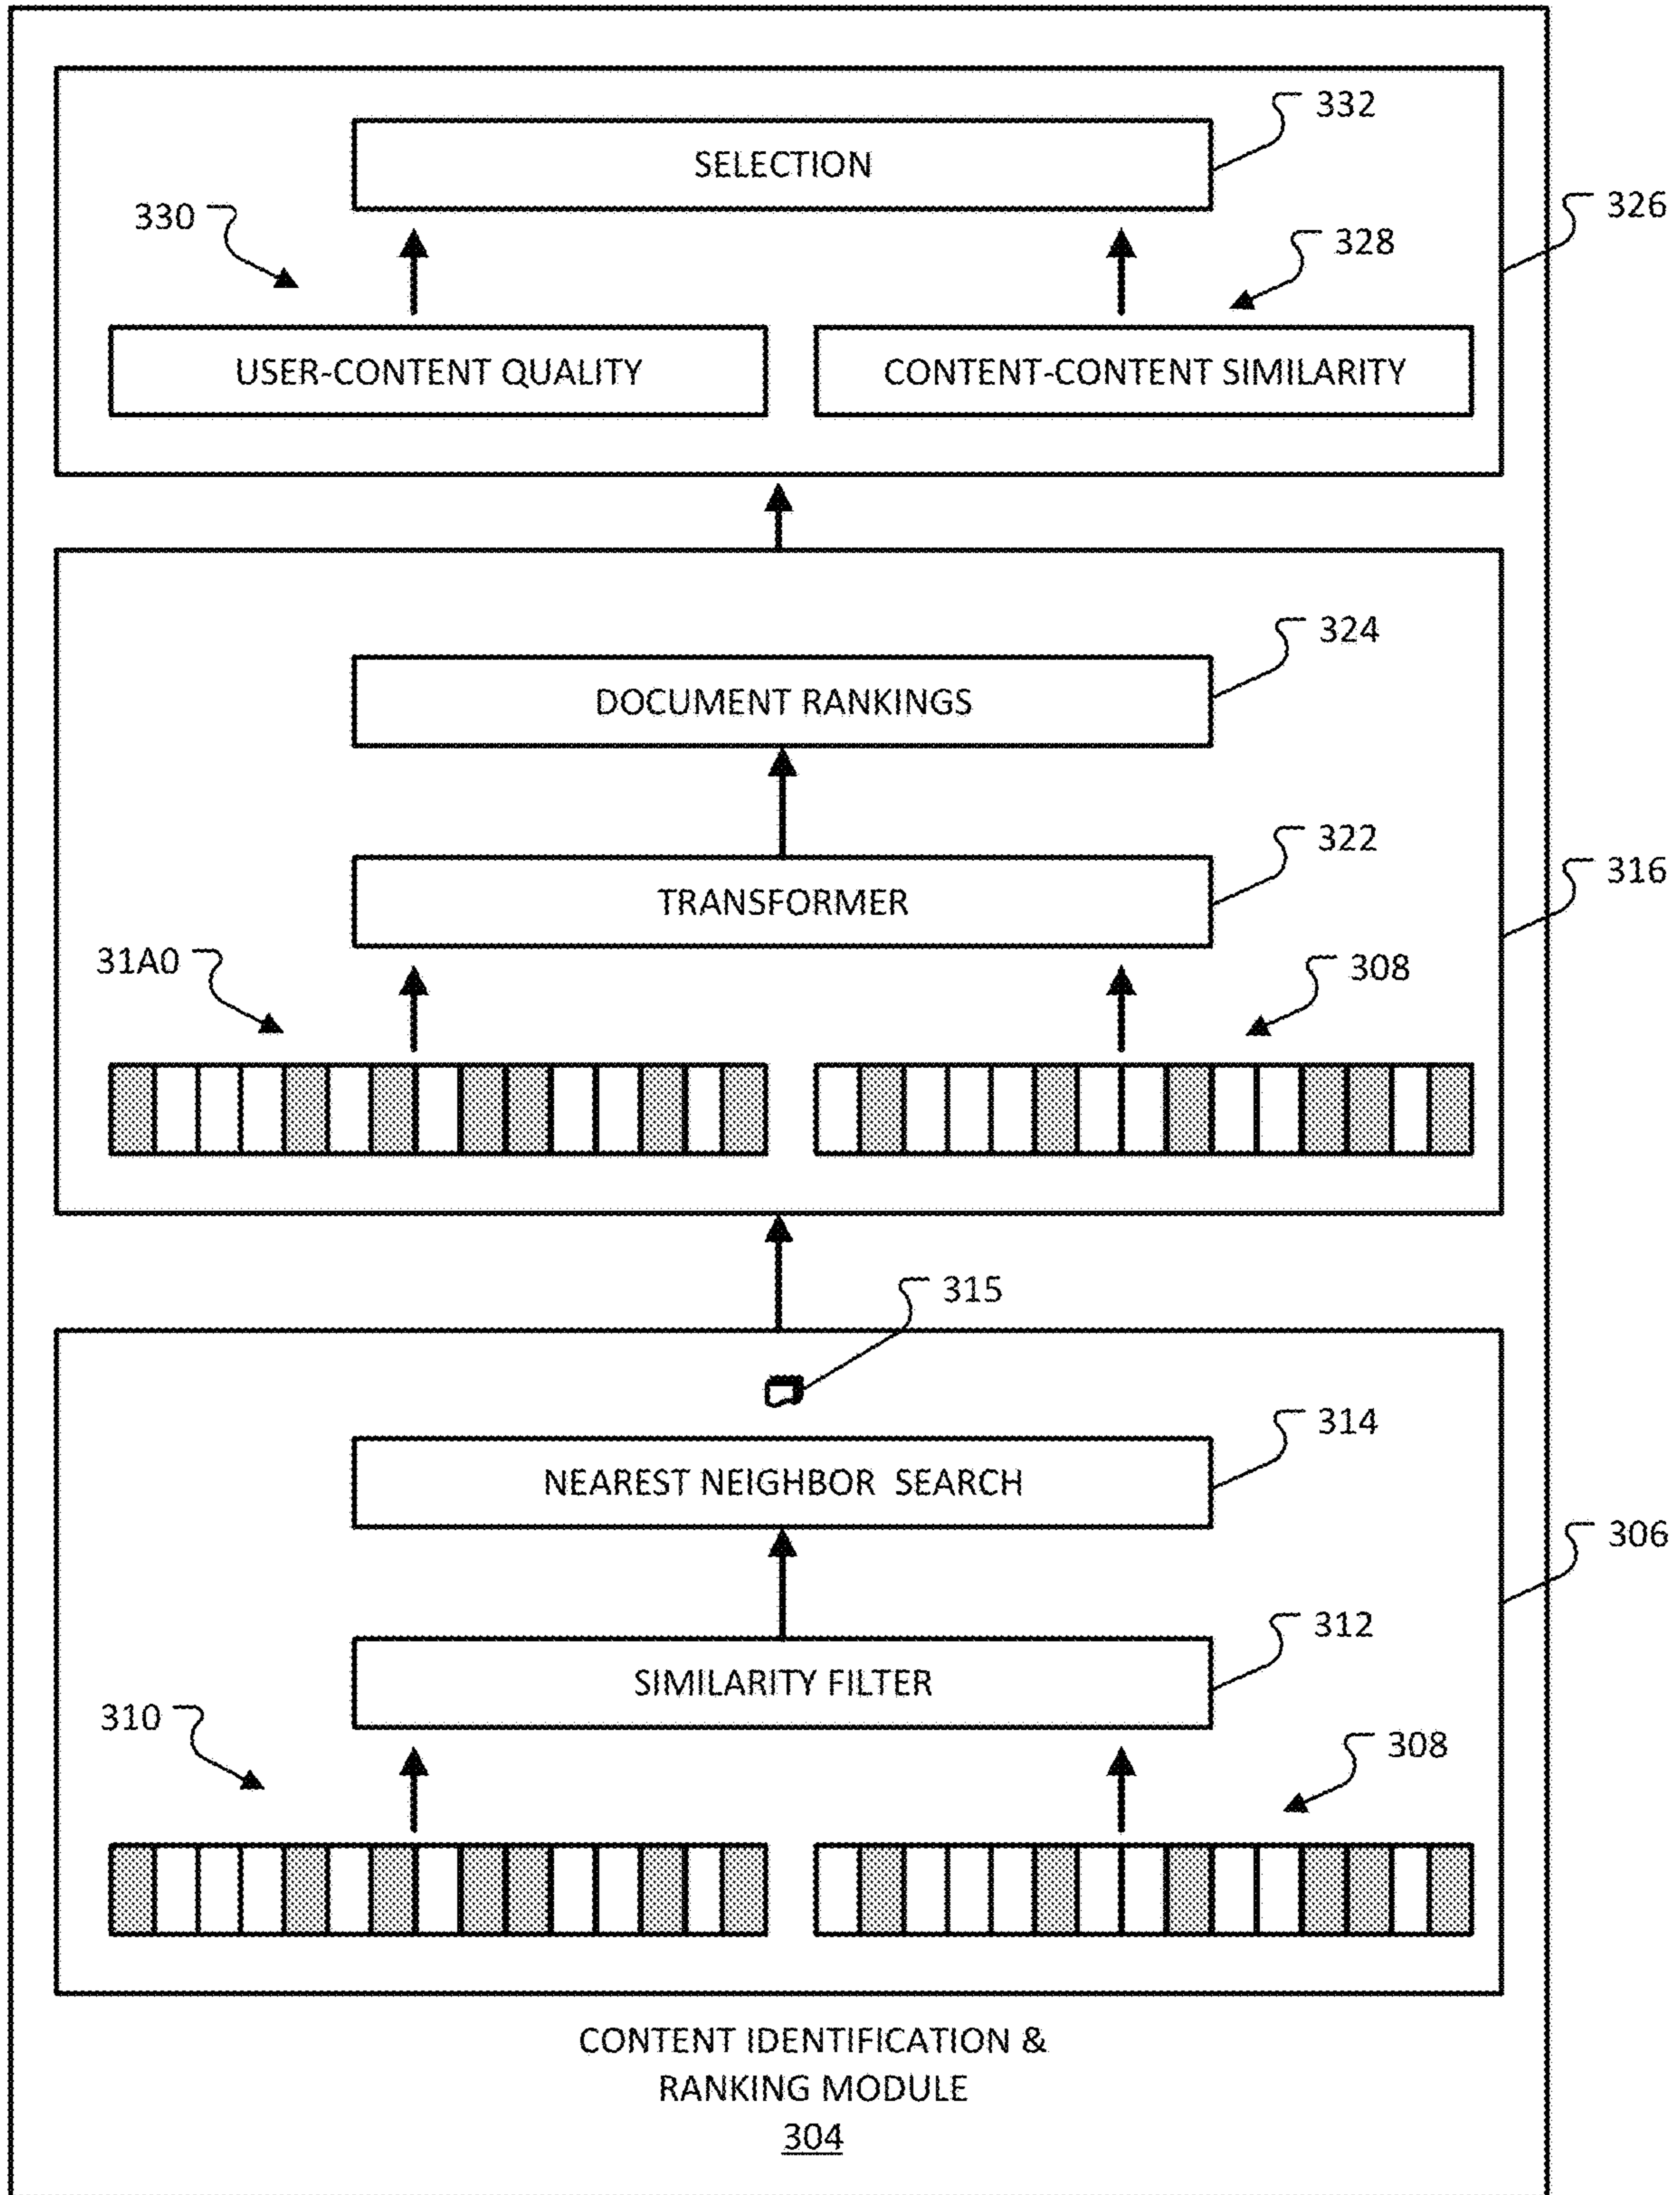 332
SELECTION
326
330
328
USER-CONTENT QUALITY
CONTENT-CONTENT SIMILARITY
324
DOCUMENT RANKINGS
322
316
TRANSFORMER
31A0
308
315
314
NEAREST NEIGHBOR SEARCH
306
312
SIMILARITY FILTER
310
308
CONTENT IDENTIFICATION &
RANKING MODULE
304